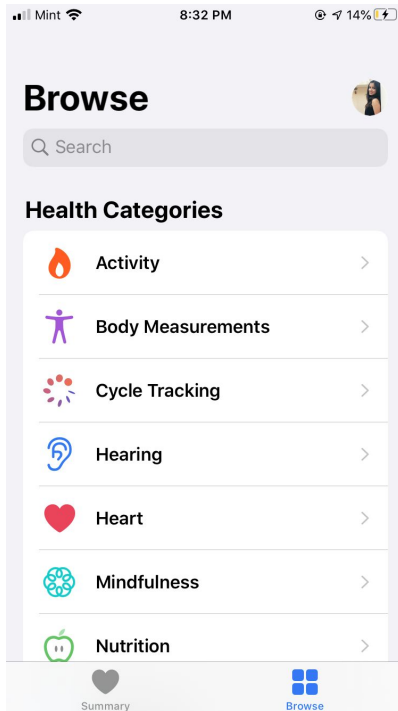 Mint 8:32 PM 14%
Browse
Search
Health Categories
Activity
Body Measurements
Cycle Tracking
Hearing
Heart
Mindfulness
Nutrition
Summary Browse